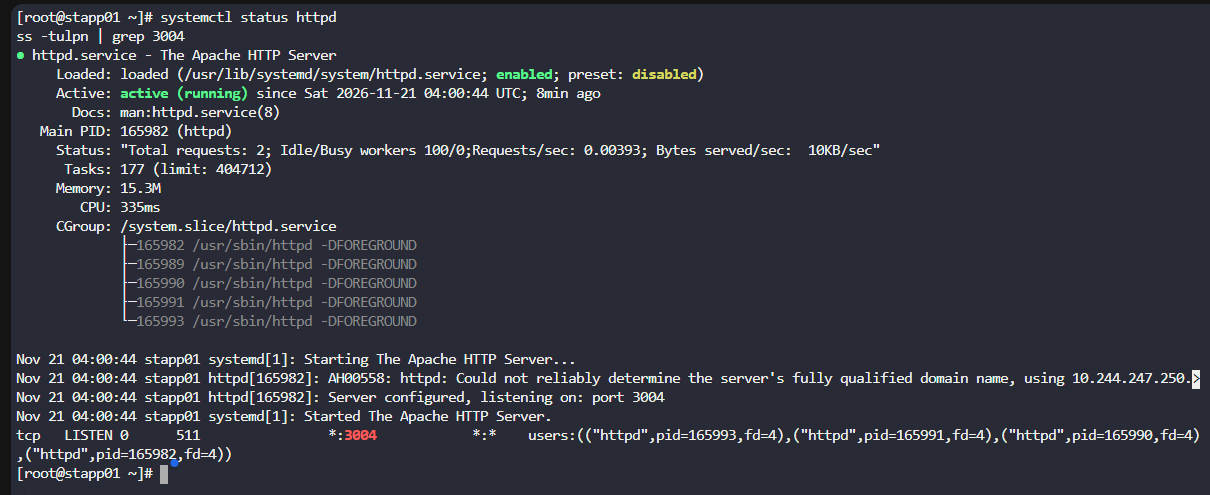 [root@stapp01 ~]# systemctl status httpd
ss -tulpn | grep 3004
● httpd.service - The Apache HTTP Server
     Loaded: loaded (/usr/lib/systemd/system/httpd.service; enabled; preset: disabled)
     Active: active (running) since Sat 2026-11-21 04:00:44 UTC; 8min ago
       Docs: man:httpd.service(8)
   Main PID: 165982 (httpd)
     Status: "Total requests: 2; Idle/Busy workers 100/0;Requests/sec: 0.00393; Bytes served/sec:  10KB/sec"
      Tasks: 177 (limit: 404712)
     Memory: 15.3M
        CPU: 335ms
     CGroup: /system.slice/httpd.service
             ├─165982 /usr/sbin/httpd -DFOREGROUND
             ├─165989 /usr/sbin/httpd -DFOREGROUND
             ├─165990 /usr/sbin/httpd -DFOREGROUND
             ├─165991 /usr/sbin/httpd -DFOREGROUND
             └─165993 /usr/sbin/httpd -DFOREGROUND

Nov 21 04:00:44 stapp01 systemd[1]: Starting The Apache HTTP Server...
Nov 21 04:00:44 stapp01 httpd[165982]: AH00558: httpd: Could not reliably determine the server's fully qualified domain name, using 10.244.247.250.>
Nov 21 04:00:44 stapp01 httpd[165982]: Server configured, listening on: port 3004
Nov 21 04:00:44 stapp01 systemd[1]: Started The Apache HTTP Server.
tcp   LISTEN 0      511                *:3004            *:*    users:(("httpd",pid=165993,fd=4),("httpd",pid=165991,fd=4),("httpd",pid=165990,fd=4)
,("httpd",pid=165982,fd=4))
[root@stapp01 ~]#